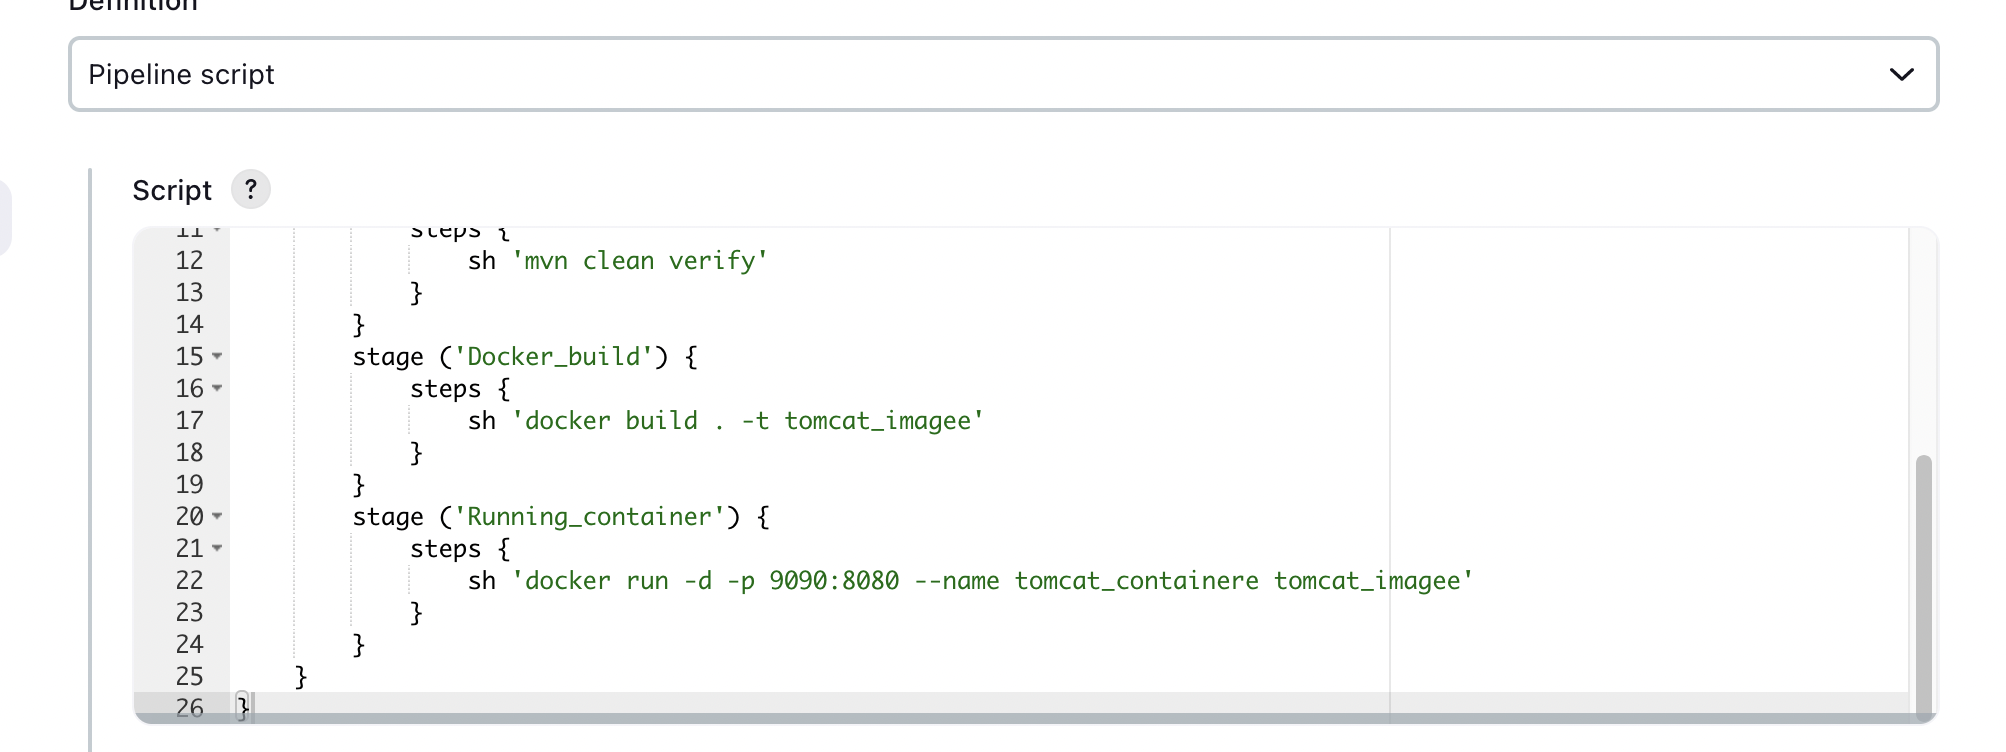 Definition
Pipeline script
Script ?
11 steps {
12 sh 'mvn clean verify'
13 }
14 }
15 stage ('Docker_build') {
16 steps {
17 sh 'docker build . -t tomcat_imagee'
18 }
19 }
20 stage ('Running_container') {
21 steps {
22 sh 'docker run -d -p 9090:8080 --name tomcat_containere tomcat_imagee'
23 }
24 }
25 }
26 }